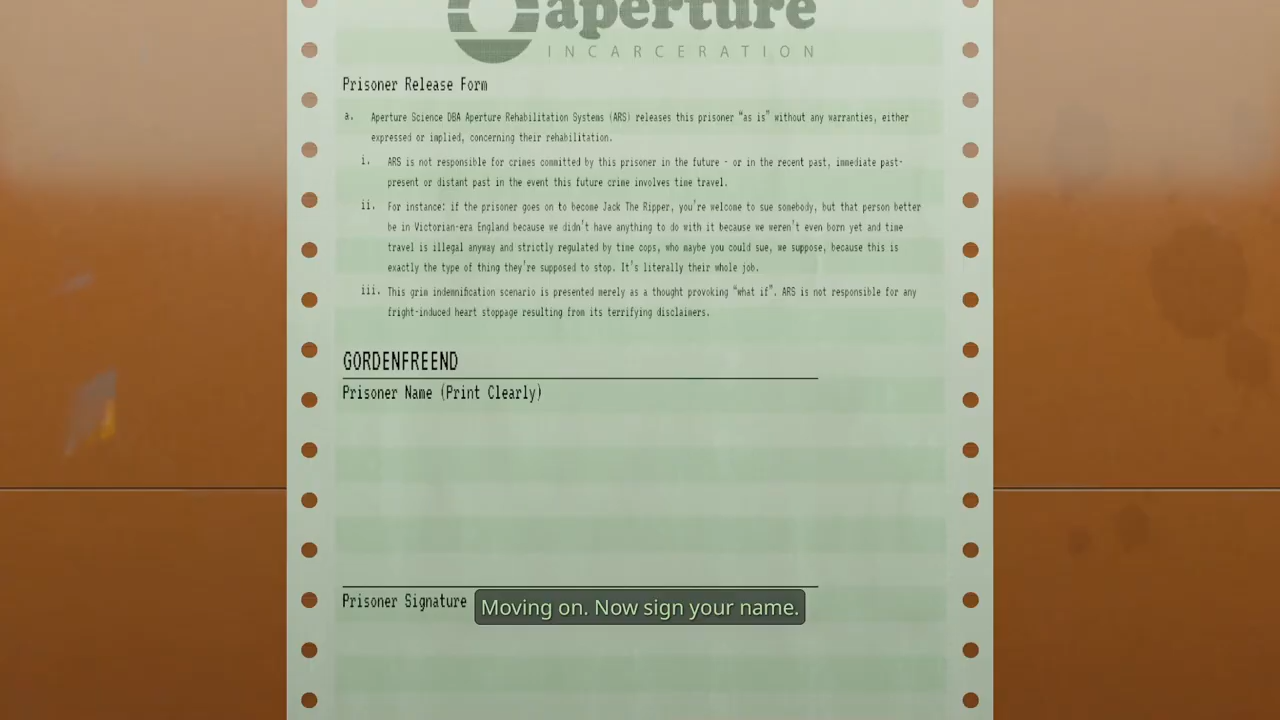 aperture
INCARCERATION
Prisoner Release Form
a. Aperture Science DBA Aperture Rehabilitation Systems (ARS) releases this prisoner “as is” without any warranties, either
expressed or implied, concerning their rehabilitation.
i. ARS is not responsible for crimes committed by this prisoner in the future - or in the recent past, immediate past-
present or distant past in the event this future crime involves time travel.
ii. For instance: if the prisoner goes on to become Jack The Ripper, you're welcome to sue somebody, but that person better
be in Victorian-era England because we didn't have anything to do with it because we weren't even born yet and time
travel is illegal anyway and strictly regulated by time cops, who maybe you could sue, we suppose, because this is
exactly the type of thing they're supposed to stop. It's literally their whole job.
iii. This grim indemnification scenario is presented merely as a thought provoking “what if”. ARS is not responsible for any
fright-induced heart stoppage resulting from its terrifying disclaimers.
GORDENFREEND
Prisoner Name (Print Clearly)
Prisoner Signature
Moving on. Now sign your name.